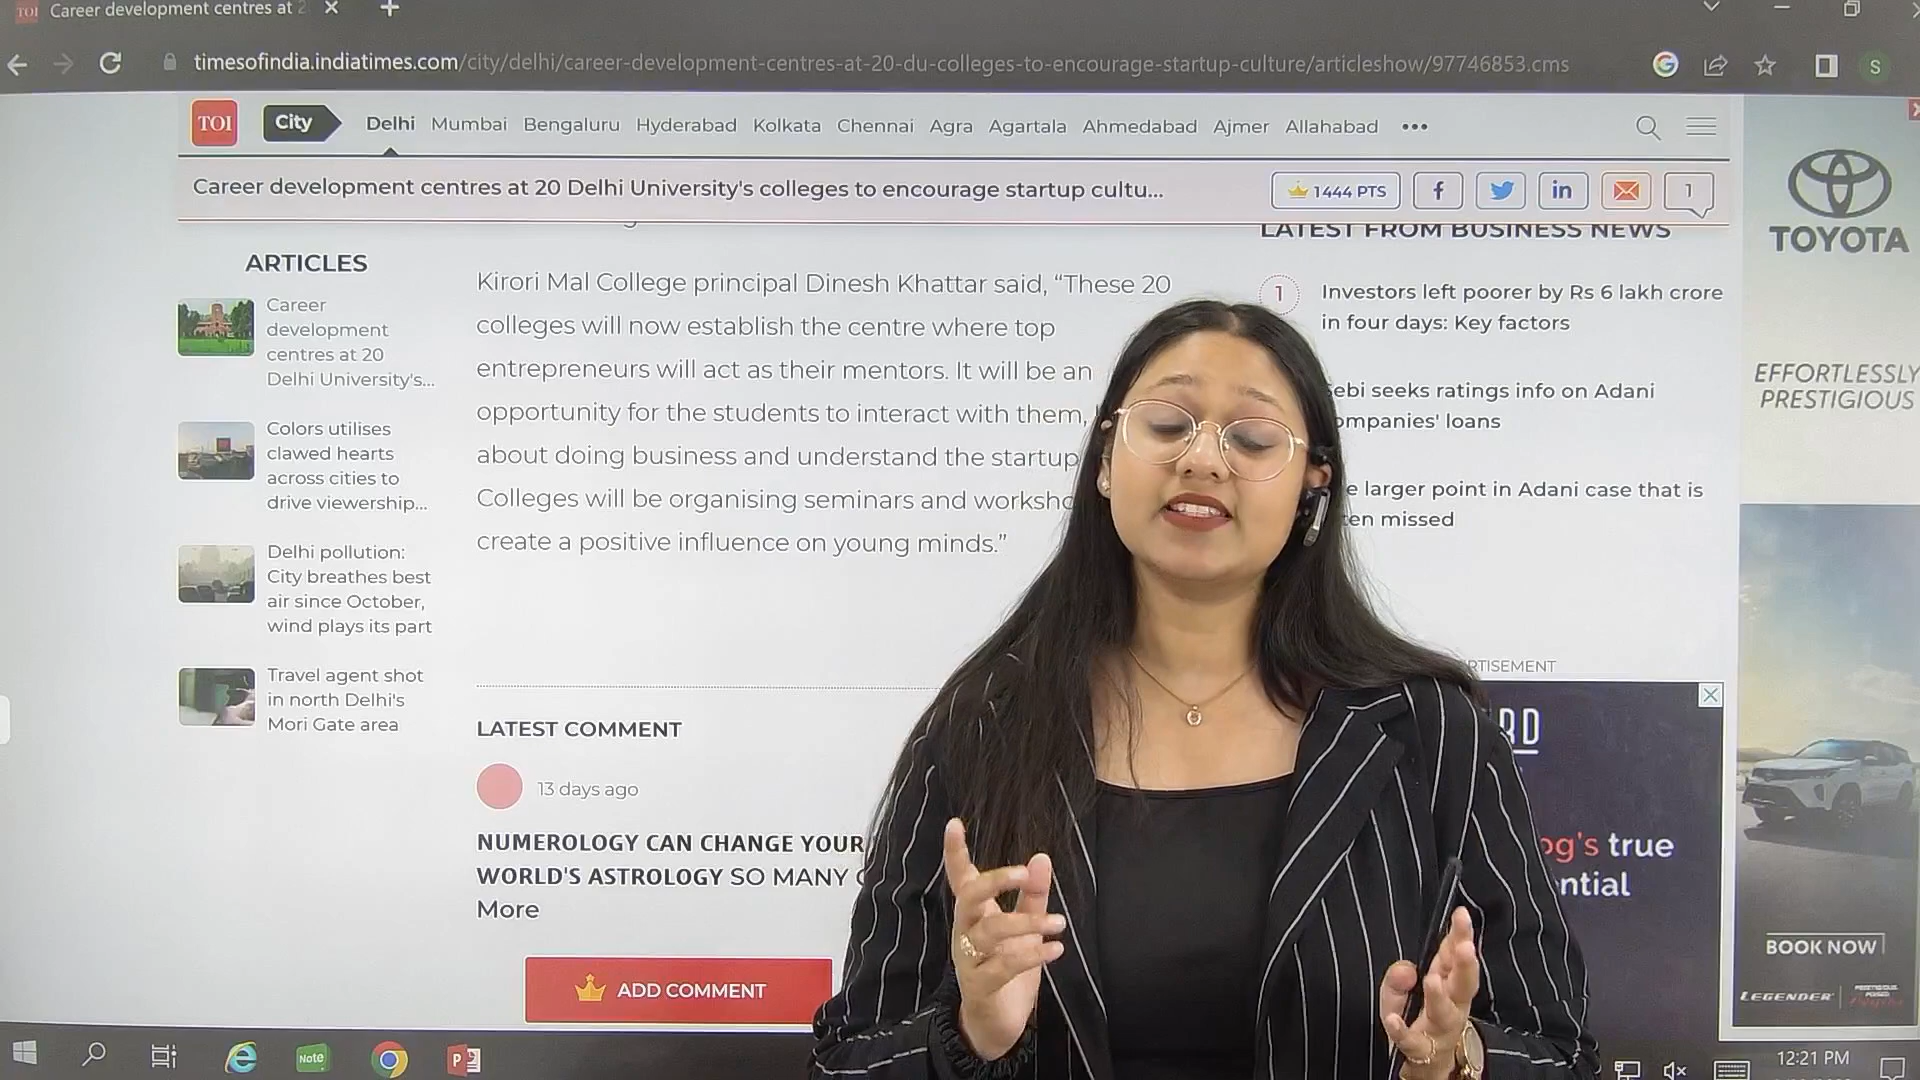 TOI Career development centres at 2
timesofindia.indiatimes.com/city/delhi/career-development-centres-at-20-du-colleges-to-encourage-startup-culture/articleshow/97746853.cms
S
TOI City Delhi Mumbai Bengaluru Hyderabad Kolkata Chennai Agra Agartala Ahmedabad Ajmer Allahabad •••
Career development centres at 20 Delhi University's colleges to encourage startup cultu...
1444 PTS
f
in
1
ARTICLES
Career
development
centres at 20
Delhi University's...
Colors utilises
clawed hearts
across cities to
drive viewership...
Delhi pollution:
City breathes best
air since October,
wind plays its part
Travel agent shot
in north Delhi's
Mori Gate area
Kirori Mal College principal Dinesh Khattar said, “These 20
colleges will now establish the centre where top
entrepreneurs will act as their mentors. It will be an
opportunity for the students to interact with them,
about doing business and understand the startup
Colleges will be organising seminars and
create a positive influence on young minds.”
LATEST COMMENT
13 days ago
NUMEROLOGY CAN CHANGE YOUR
WORLD'S ASTROLOGY SO MANY
More
ADD COMMENT
LATEST FROM BUSINESS NEWS
1
Investors left poorer by Rs 6 lakh crore
in four days: Key factors
seeks ratings info on Adani
loans
larger point in Adani case that is
missed
true
TOYOTA
EFFORTLESSLY
PRESTIGIOUS
BOOK NOW
LEGENDER
Note
12:21 PM